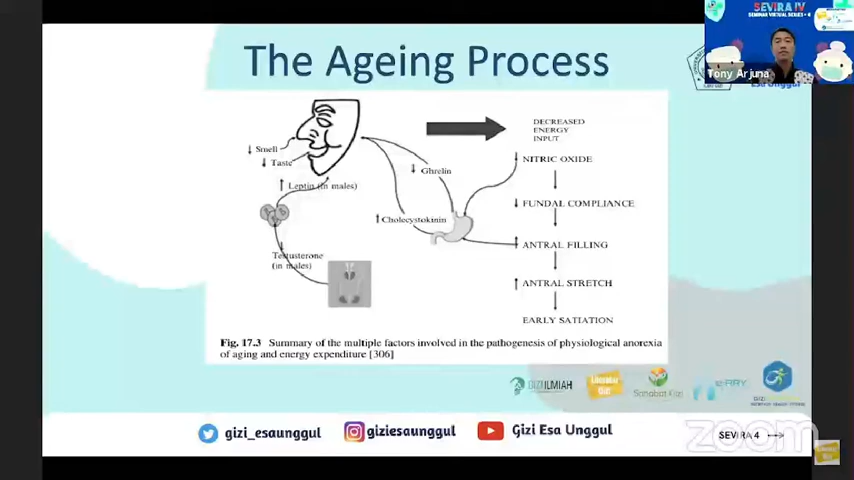 SEVIRA IV
SEMINAR VIRTUAL SERIES - 4
Tony Arjuna
Esa Unggul
The Ageing Process
DECREASED
ENERGY
INPUT
↓ Smell
↓ Taste
↑ Leptin (in males)
↓ Ghrelin
↑ Cholecystokinin
↓ Testosterone
(in males)
↓ NITRIC OXIDE
↓ FUNDAL COMPLIANCE
↑ ANTRAL FILLING
↑ ANTRAL STRETCH
EARLY SATIATION
Fig. 17.3 Summary of the multiple factors involved in the pathogenesis of physiological anorexia
of aging and energy expenditure [306]
GIZI ILMIAH
Sahabat Gizi
GIZI
gizi_esaunggul
giziesaunggul
Gizi Esa Unggul
SEVIRA 4
zoom